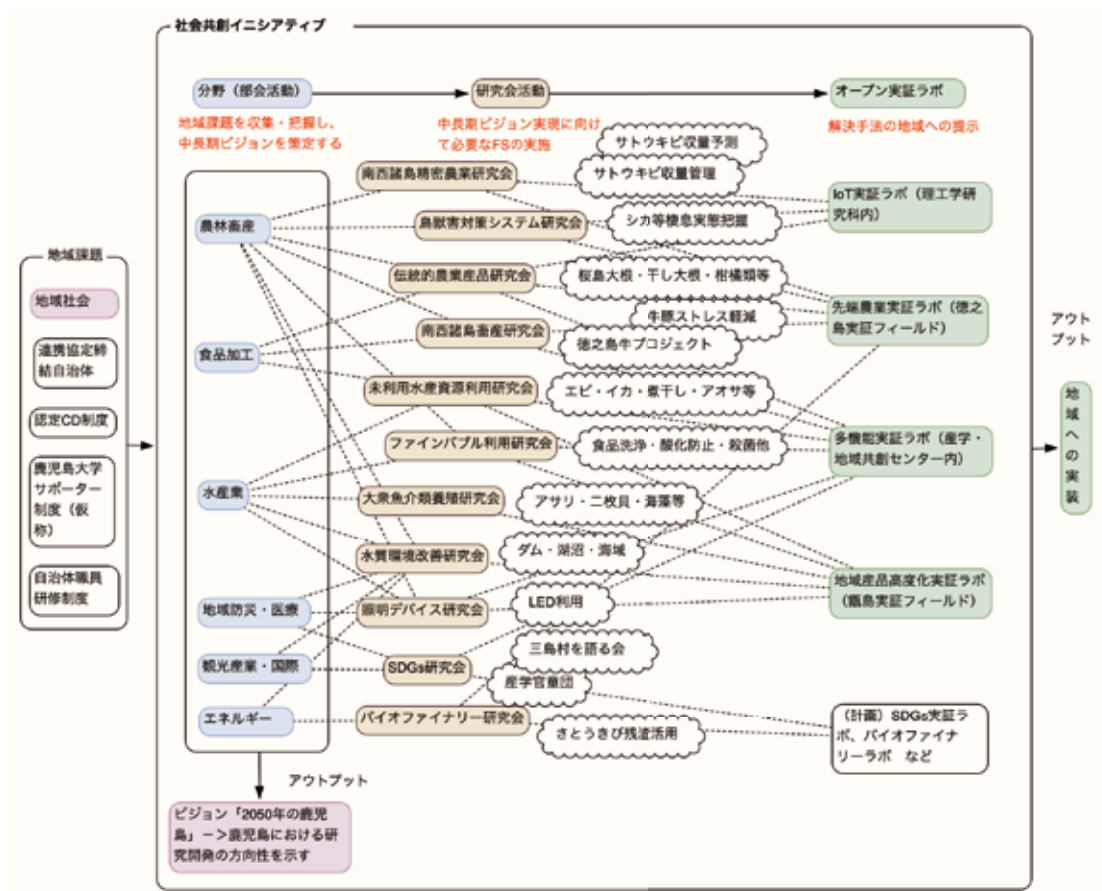 社会共創イニシアティブ
分野（部会活動）
研究会活動
オープン実証ラボ
地域課題を収集・把握し、
中長期ビジョンを策定する
中長期ビジョン実現に向け
て必要なFSの実施
解決手法の地域への提示
地域課題
地域社会
連携協定締
結自治体
認定CD制度
鹿児島大学
サポーター
制度（仮
称）
自治体職員
研修制度
農林畜産
食品加工
水産業
地域防災・医療
観光産業・国際
エネルギー
南西諸島精密農業研究会
鳥獣害対策システム研究会
伝統的農業産品研究会
南西諸島畜産研究会
未利用水産資源利用研究会
ファインバブル利用研究会
大衆魚介類養殖研究会
水質環境改善研究会
照明デバイス研究会
SDGs研究会
バイオファイナリー研究会
サトウキビ収量予測
サトウキビ収量管理
シカ等棲息実態把握
桜島大根・干し大根・柑橘類等
牛豚ストレス軽減
徳之島牛プロジェクト
エビ・イカ・煮干し・アオサ等
食品洗浄・酸化防止・殺菌他
アサリ・二枚貝・海藻等
ダム・湖沼・海域
LED利用
三島村を語る会
産学官童団
さとうきび残渣活用
IoT実証ラボ（理工学研
究科内）
先端農業実証ラボ（徳之
島実証フィールド）
多機能実証ラボ（産学・
地域共創センター内）
地域産品高度化実証ラボ
（甑島実証フィールド）
（計画）SDGs実証ラ
ボ、バイオファイナ
リーラボ　など
アウト
プット
地域への実装
アウトプット
ビジョン「2050年の鹿児
島」－＞鹿児島における研
究開発の方向性を示す